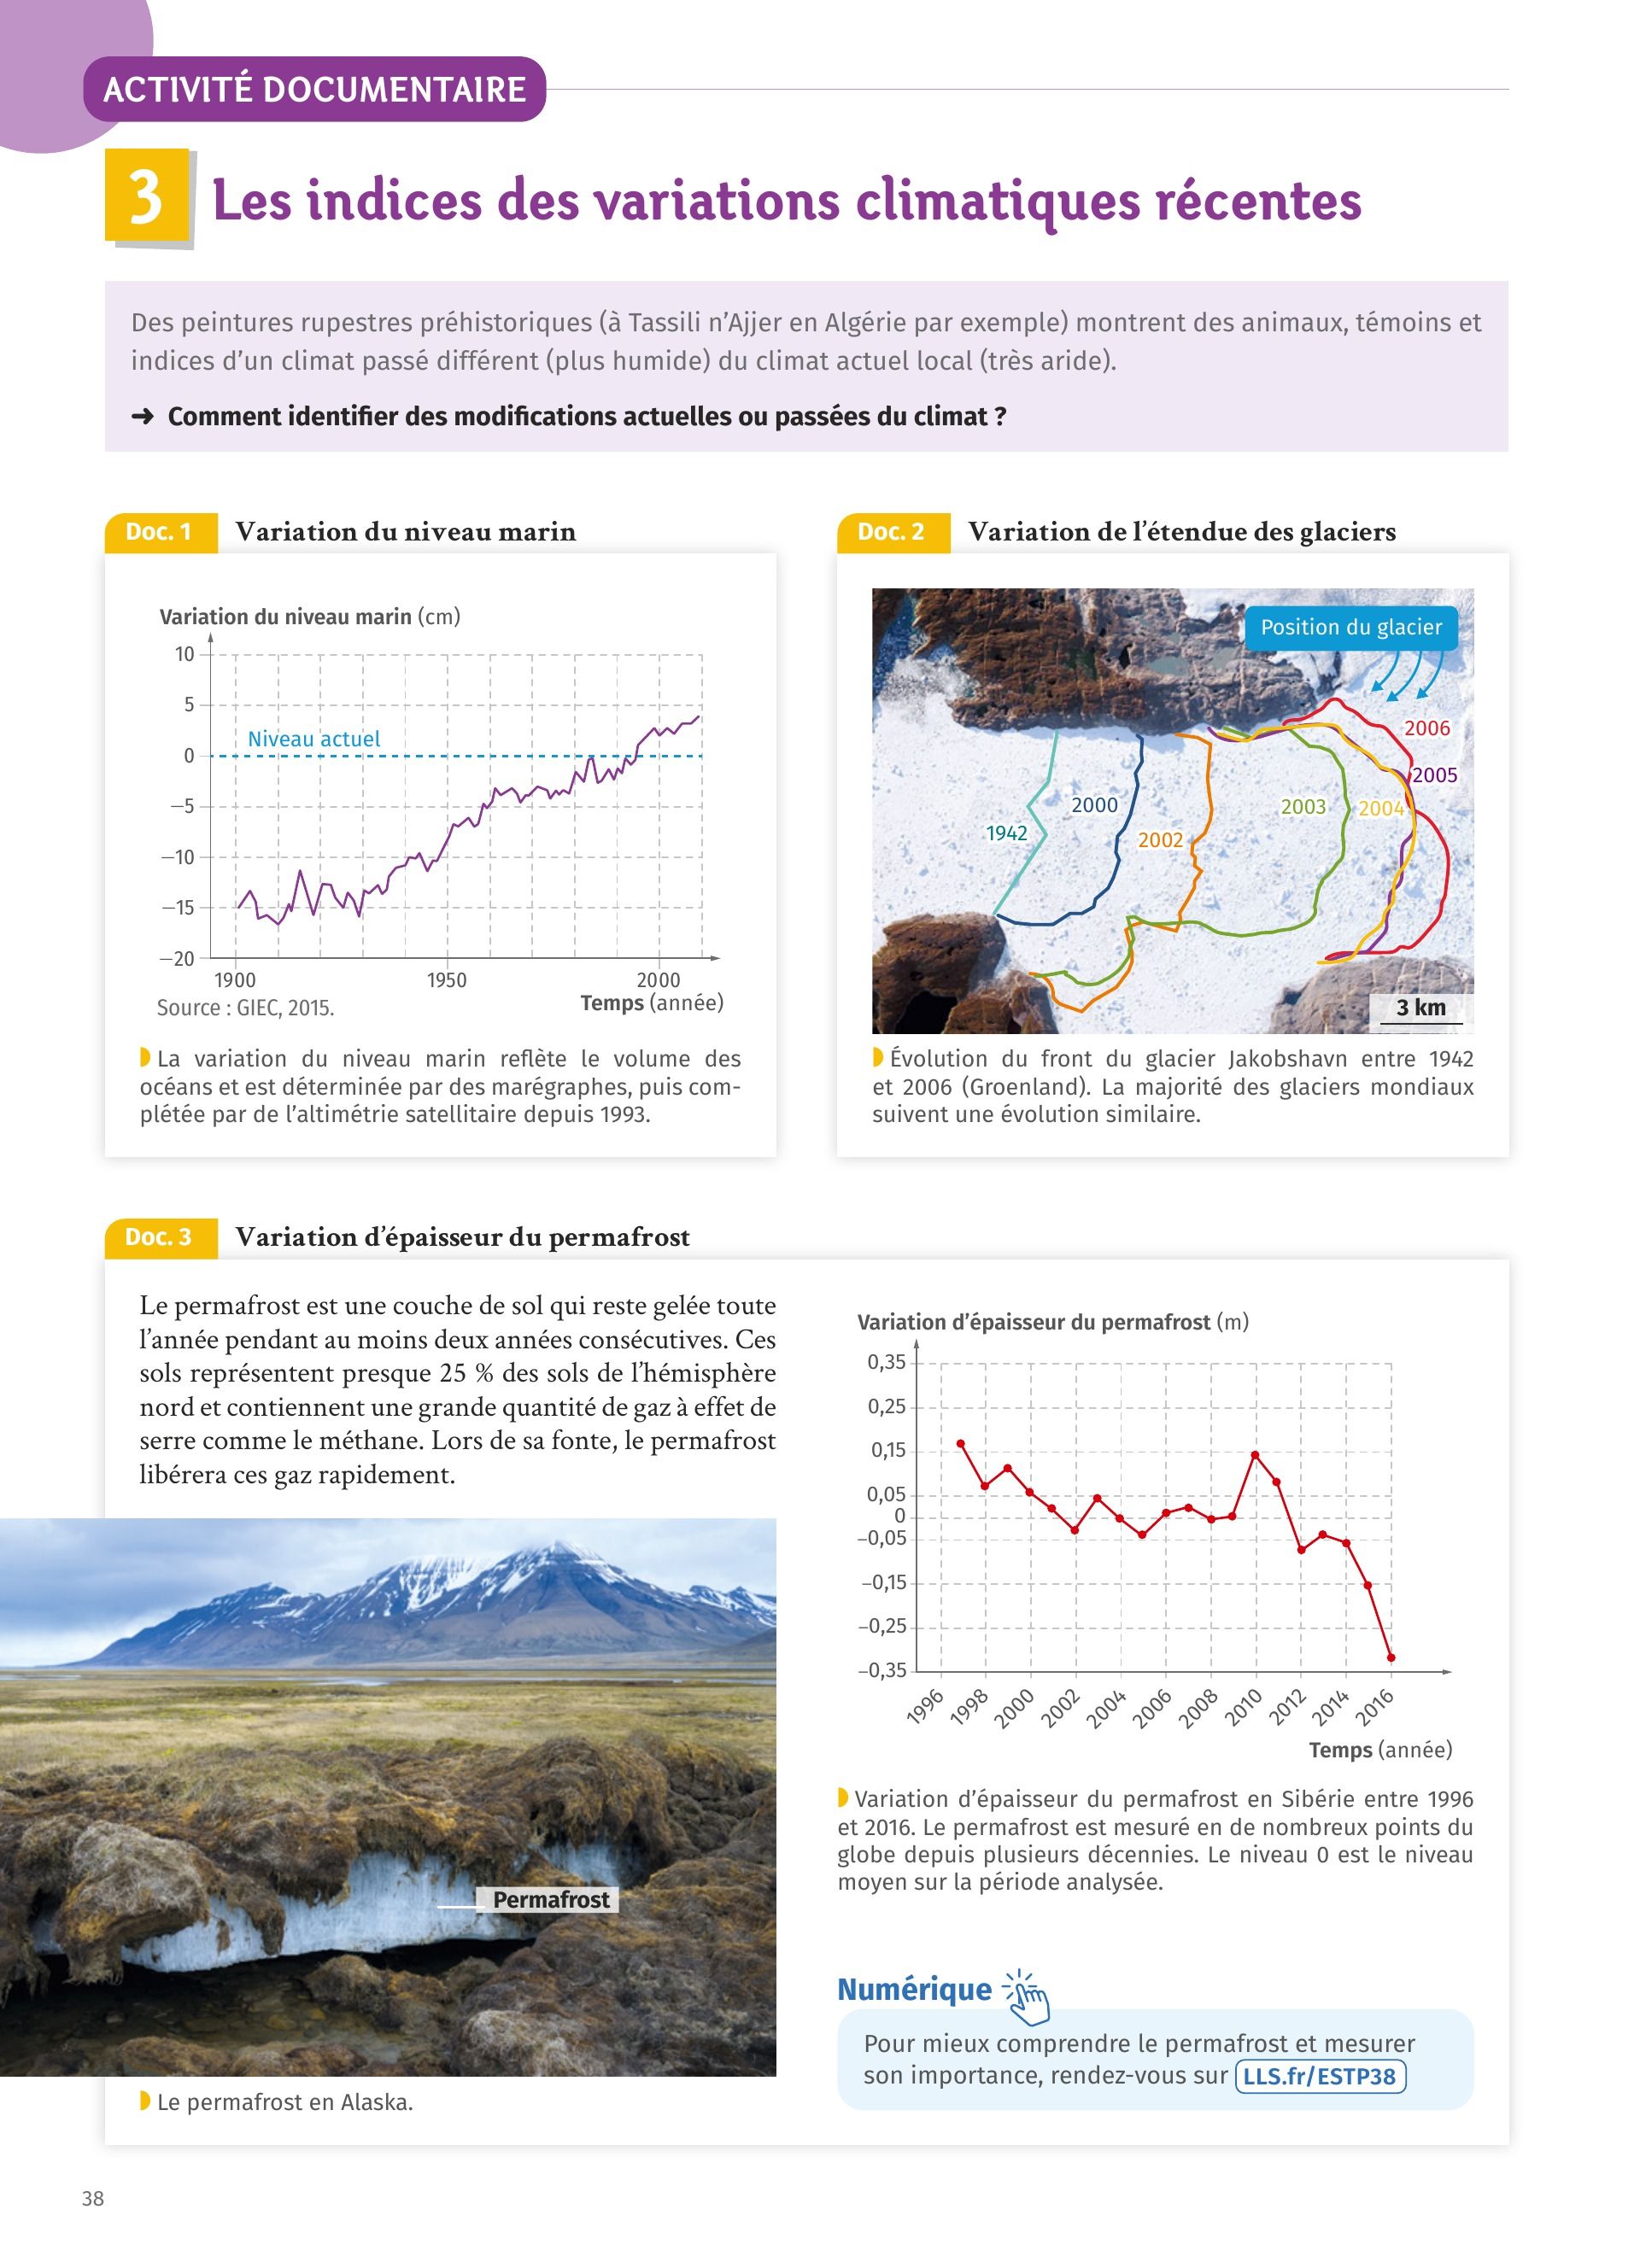 ACTIVITÉ DOCUMENTAIRE
3
Les indices des variations climatiques récentes
Des peintures rupestres préhistoriques (à Tassili n’Ajjer en Algérie par exemple) montrent des animaux, témoins et
indices d’un climat passé différent (plus humide) du climat actuel local (très aride).
➜ Comment identifier des modifications actuelles ou passées du climat ?
Doc. 1 Variation du niveau marin
Variation du niveau marin (cm)
10
5
Niveau actuel
0
–5
–10
–15
–20
1900 1950 2000
Source : GIEC, 2015.
Temps (année)
La variation du niveau marin reflète le volume des
océans et est déterminée par des marégraphes, puis com-
plétée par de l’altimétrie satellitaire depuis 1993.
Doc. 2 Variation de l’étendue des glaciers
Position du glacier
2006
2005
2000
2003
2004
1942
2002
3 km
Évolution du front du glacier Jakobshavn entre 1942
et 2006 (Groenland). La majorité des glaciers mondiaux
suivent une évolution similaire.
Doc. 3 Variation d’épaisseur du permafrost
Le permafrost est une couche de sol qui reste gelée toute
l’année pendant au moins deux années consécutives. Ces
sols représentent presque 25 % des sols de l’hémisphère
nord et contiennent une grande quantité de gaz à effet de
serre comme le méthane. Lors de sa fonte, le permafrost
libérera ces gaz rapidement.
Permafrost
Le permafrost en Alaska.
Variation d’épaisseur du permafrost (m)
0,35
0,25
0,15
0,05
0
–0,05
–0,15
–0,25
–0,35
1996 1998 2000 2002 2004 2006 2008 2010 2012 2014 2016
Temps (année)
Variation d’épaisseur du permafrost en Sibérie entre 1996
et 2016. Le permafrost est mesuré en de nombreux points du
globe depuis plusieurs décennies. Le niveau 0 est le niveau
moyen sur la période analysée.
Numérique
Pour mieux comprendre le permafrost et mesurer
son importance, rendez-vous sur LLS.fr/ESTP38
38